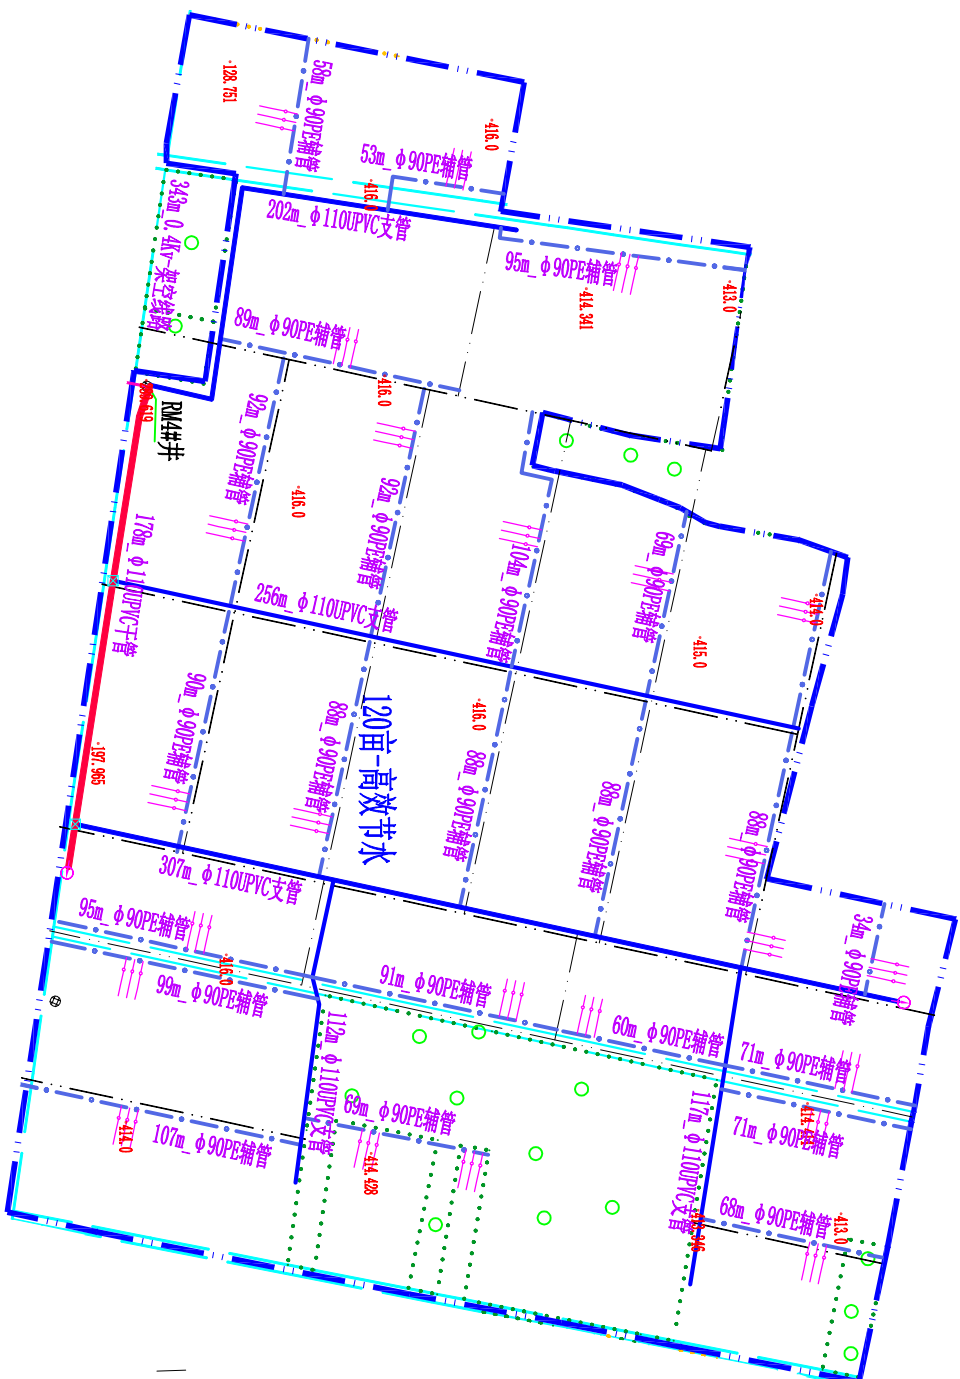 128.751
58m_φ90PE辅管
416.0
53m_φ90PE辅管
202m_φ110UPVC支管
95m_φ90PE辅管
414.341
413.0
343m_0.4Kv-架空线路
89m_φ90PE辅管
416.0
RM4#井
92m_φ90PE辅管
416.0
92m_φ90PE辅管
104m_φ90PE辅管
69m_φ90PE辅管
414.0
178m_φ110UPVC干管
256m_φ110UPVC支管
415.0
90m_φ90PE辅管
88m_φ90PE辅管
120亩-高效节水
416.0
88m_φ90PE辅管
88m_φ90PE辅管
88m_φ90PE辅管
197.965
307m_φ110UPVC支管
34m_φ90PE辅管
95m_φ90PE辅管
416.0
99m_φ90PE辅管
91m_φ90PE辅管
60m_φ90PE辅管
71m_φ90PE辅管
112m_φ110UPVC支管
69m_φ90PE辅管
117m_φ110UPVC支管
71m_φ90PE辅管
414.0
107m_φ90PE辅管
414.428
68m_φ90PE辅管
413.0